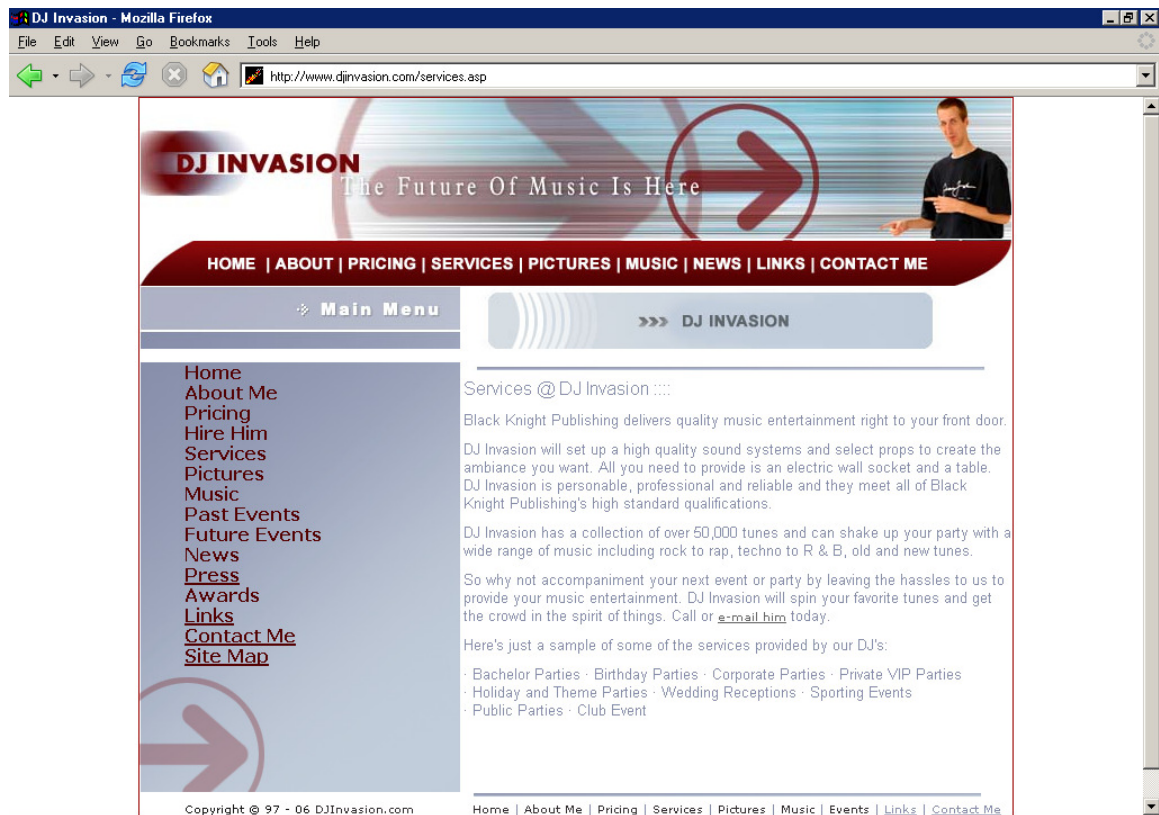 DJ Invasion - Mozilla Firefox
File Edit View Go Bookmarks Tools Help
http://www.djinvasion.com/services.asp
DJ INVASION
The Future Of Music Is Here
HOME | ABOUT | PRICING | SERVICES | PICTURES | MUSIC | NEWS | LINKS | CONTACT ME
Main Menu
>>> DJ INVASION
Home
About Me
Pricing
Hire Him
Services
Pictures
Music
Past Events
Future Events
News
Press
Awards
Links
Contact Me
Site Map
Services @ DJ Invasion ::::
Black Knight Publishing delivers quality music entertainment right to your front door.
DJ Invasion will set up a high quality sound systems and select props to create the
ambiance you want. All you need to provide is an electric wall socket and a table.
DJ Invasion is personable, professional and reliable and they meet all of Black
Knight Publishing's high standard qualifications.
DJ Invasion has a collection of over 50,000 tunes and can shake up your party with a
wide range of music including rock to rap, techno to R & B, old and new tunes.
So why not accompaniment your next event or party by leaving the hassles to us to
provide your music entertainment. DJ Invasion will spin your favorite tunes and get
the crowd in the spirit of things. Call or e-mail him today.
Here's just a sample of some of the services provided by our DJ's:
· Bachelor Parties · Birthday Parties · Corporate Parties · Private VIP Parties
· Holiday and Theme Parties · Wedding Receptions · Sporting Events
· Public Parties · Club Event
Copyright @ 97 - 06 DJInvasion.com
Home | About Me | Pricing | Services | Pictures | Music | Events | Links | Contact Me